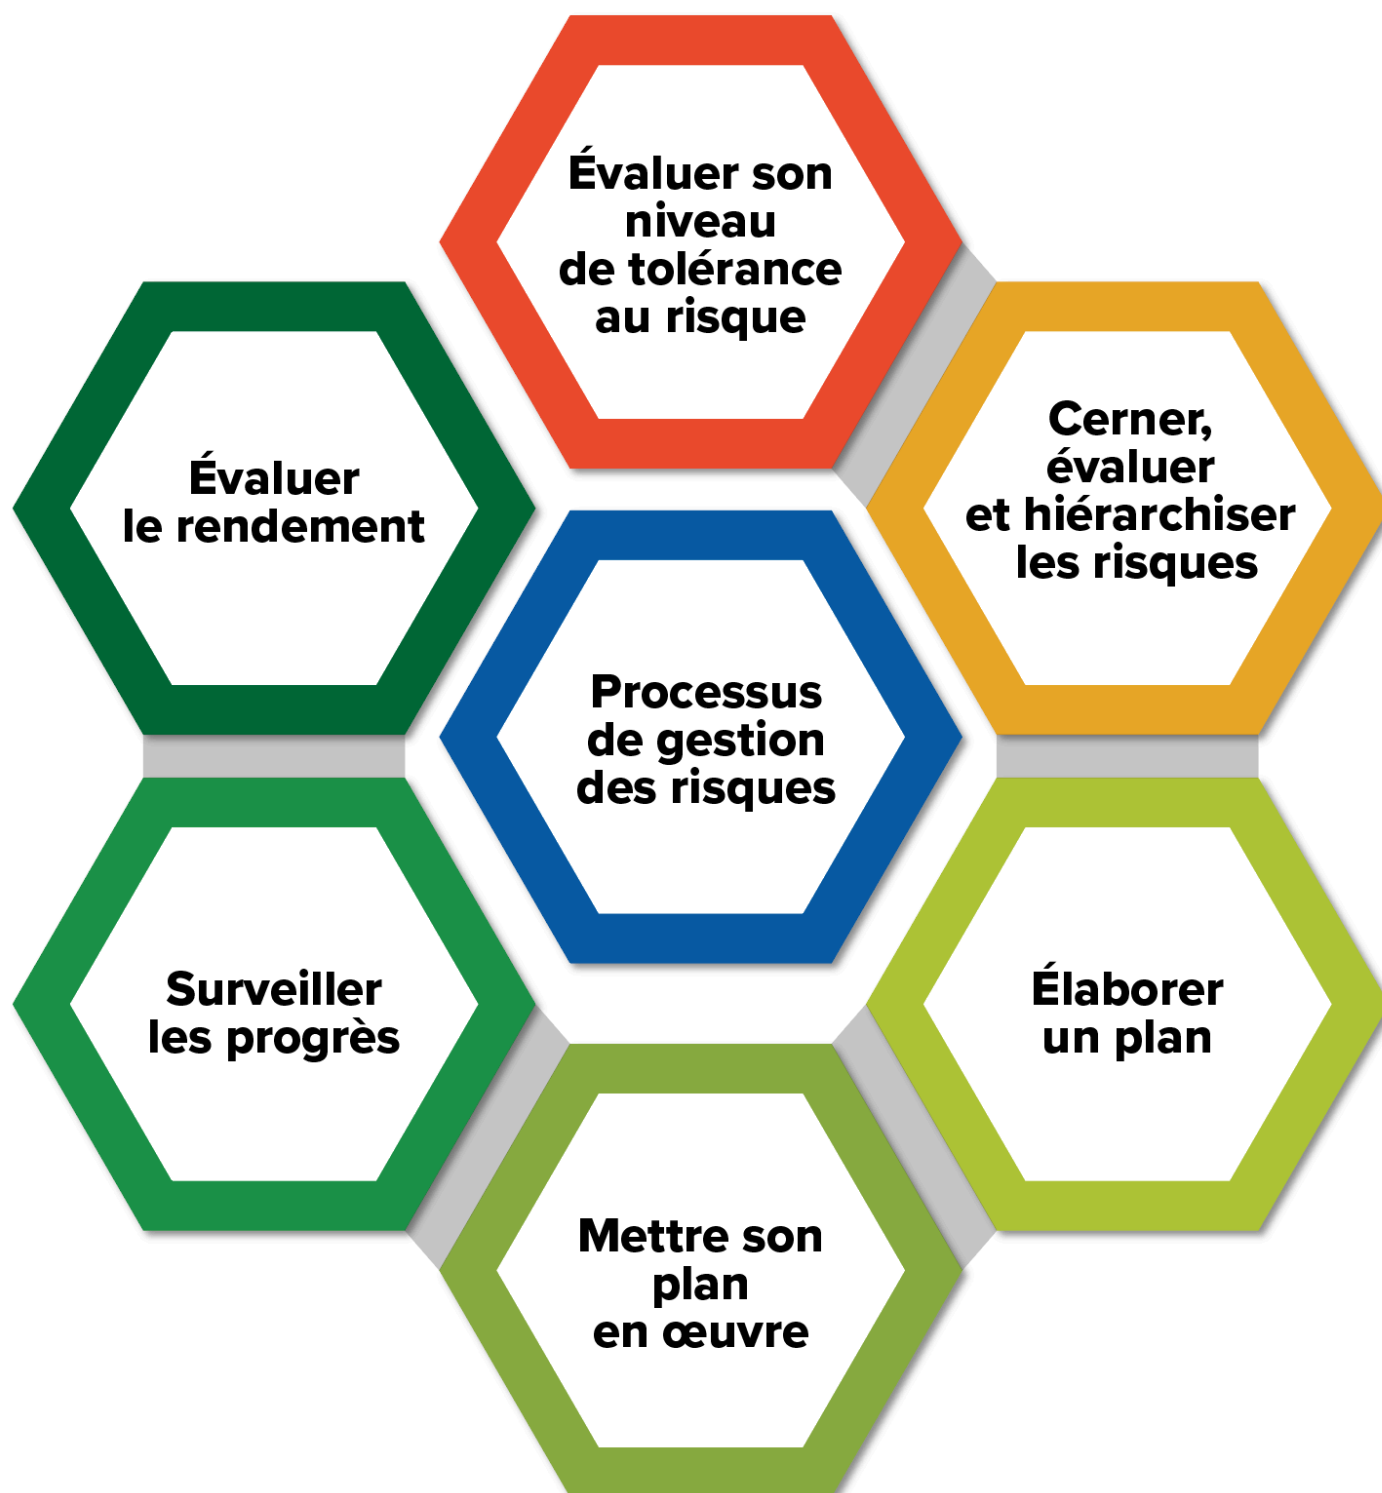 Évaluer son
niveau
de tolérance
au risque
Cerner,
évaluer
et hiérarchiser
les risques
Élaborer
un plan
Mettre son
plan
en œuvre
Surveiller
les progrès
Évaluer
le rendement
Processus
de gestion
des risques